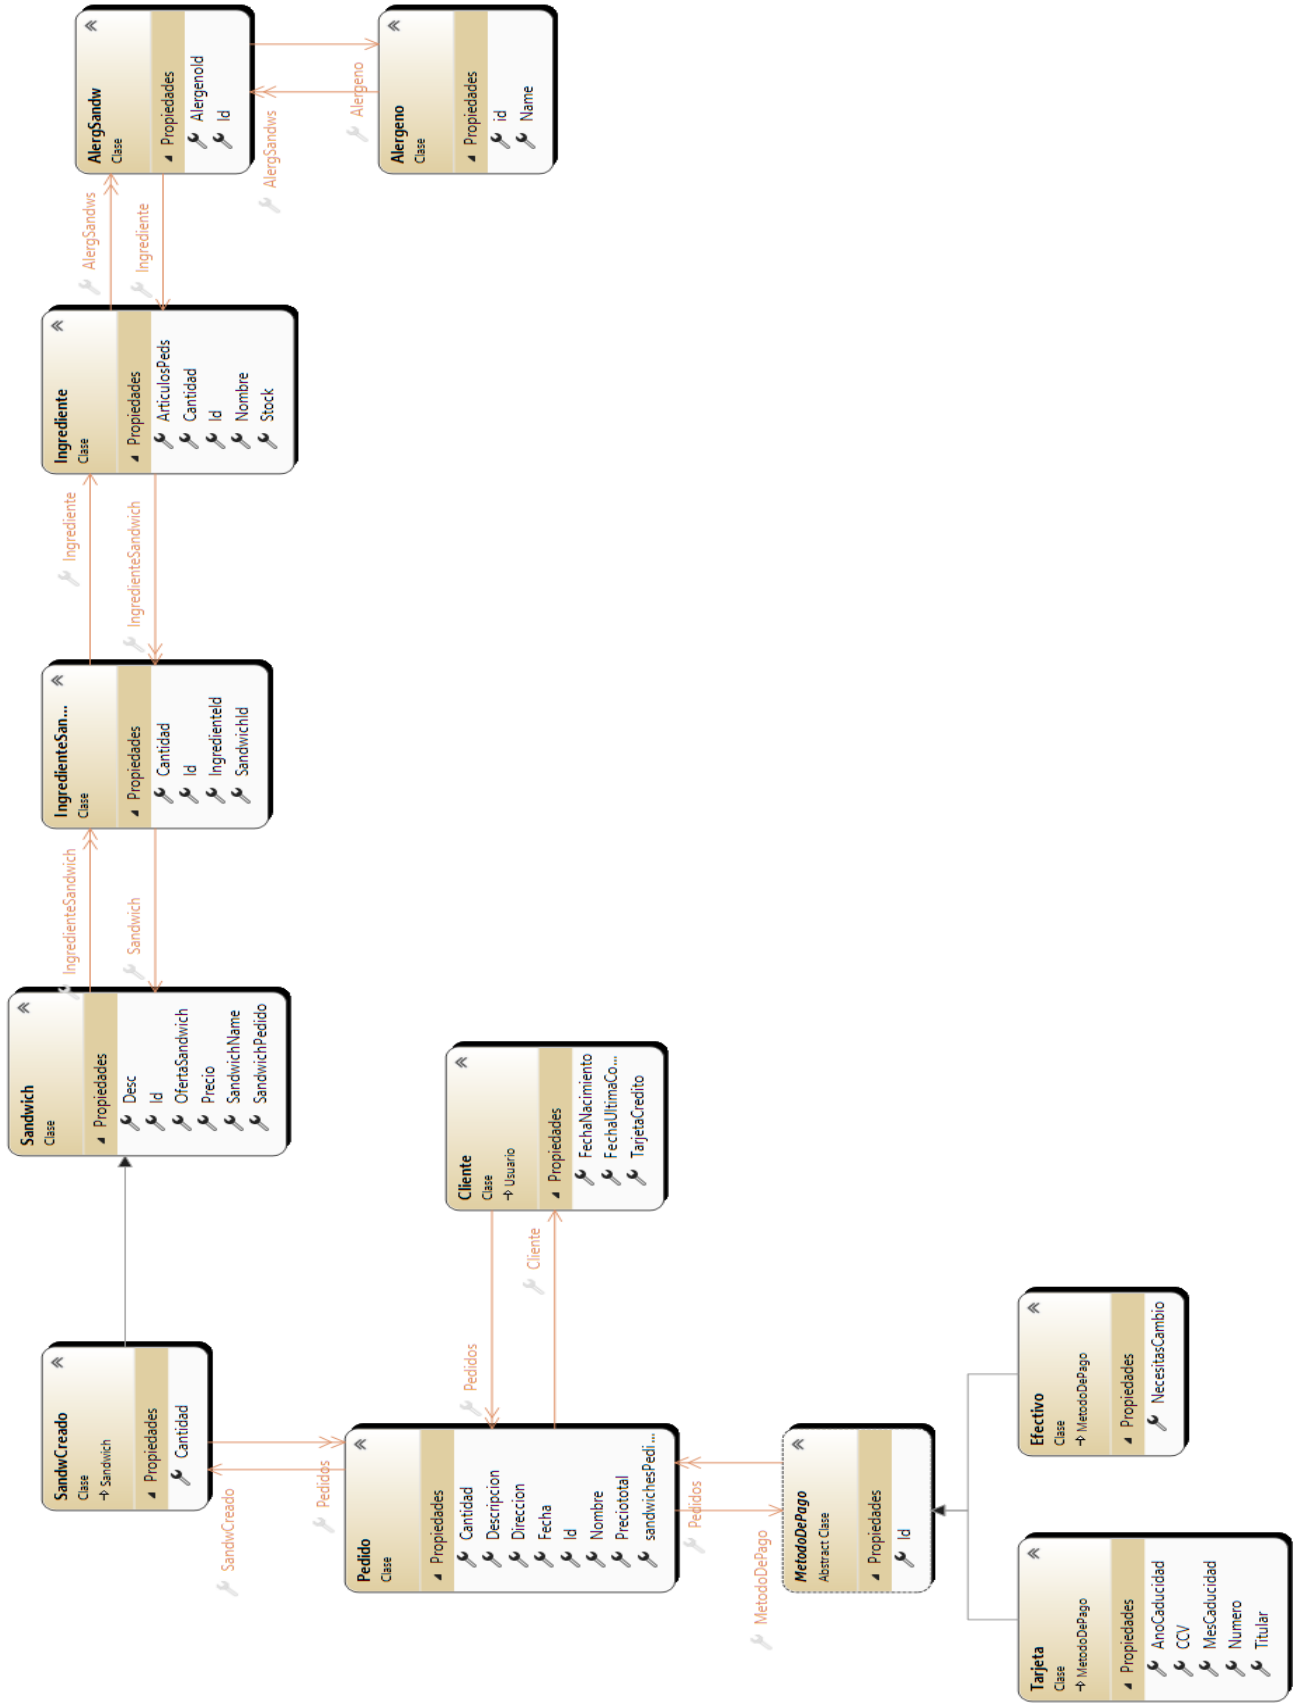 SandwCreado
Clase
→ Sandwich
Propiedades
Cantidad
Sandwich
Clase
Propiedades
Desc
Id
OfertaSandwich
Precio
SandwichName
SandwichPedido
IngredienteSandwich
Sandwich
IngredienteSan...
Clase
Propiedades
Cantidad
Id
IngredienteId
SandwichId
Ingrediente
IngredienteSandwich
Ingrediente
Clase
Propiedades
ArticulosPeds
Cantidad
Id
Nombre
Stock
AlergSandws
Ingrediente
AlergSandw
Clase
Propiedades
AlergenoId
Id
AlergSandws
Alergeno
Alergeno
Clase
Propiedades
id
Name
SandwCreado
Pedidos
Pedido
Clase
Propiedades
Cantidad
Descripcion
Direccion
Fecha
Id
Nombre
Preciototal
sandwichesPedi...
Pedidos
Cliente
Cliente
Clase
→ Usuario
Propiedades
FechaNacimiento
FechaUltimaCo...
TarjetaCredito
MetodoDePago
Pedidos
MetodoDePago
Abstract Clase
Propiedades
Id
Tarjeta
Clase
→ MetodoDePago
Propiedades
AnoCaducidad
CCV
MesCaducidad
Numero
Titular
Efectivo
Clase
→ MetodoDePago
Propiedades
NecesitasCambio